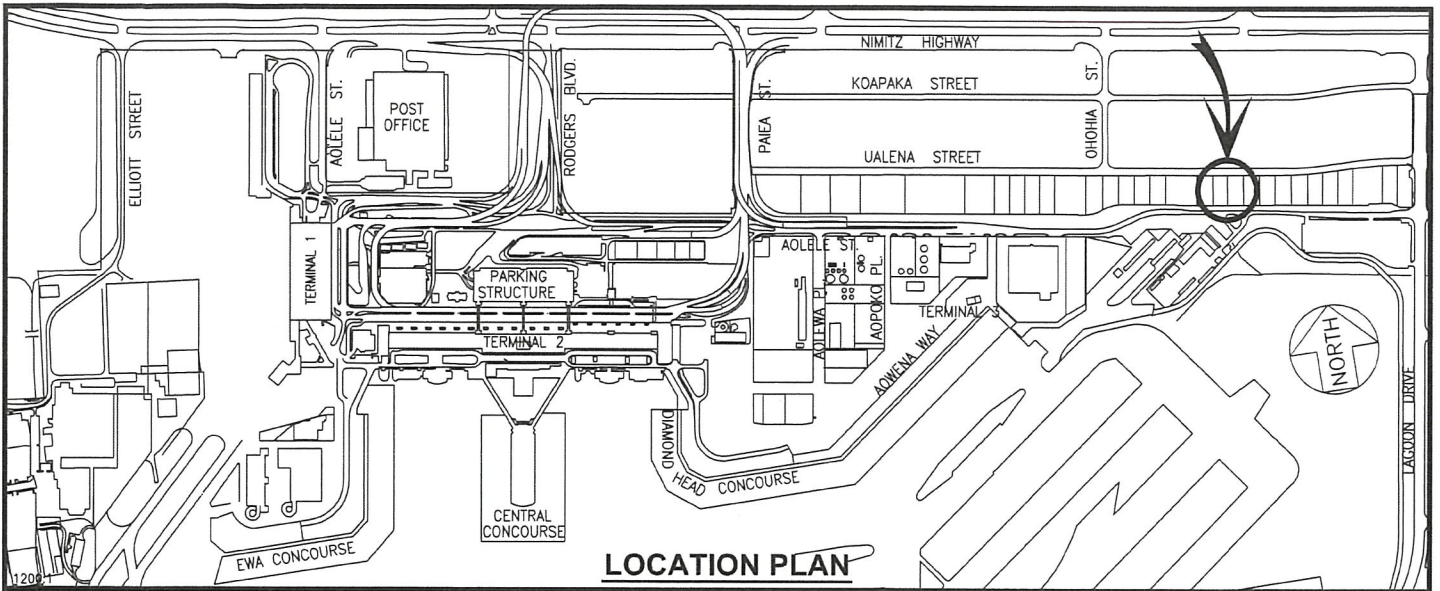 NIMITZ HIGHWAY
KOAPAKA STREET
UALENA STREET
ELLIOTT STREET
AOLELE ST.
POST
OFFICE
RODGERS BLVD.
PAIEA ST.
OHOHIA ST.
TERMINAL 1
PARKING
STRUCTURE
TERMINAL 2
AOLELE ST.
AOLEWA PL.
AOPOKO PL.
TERMINAL 3
AOWENA WAY
NORTH
LAGOON DRIVE
DIAMOND
HEAD CONCOURSE
CENTRAL
CONCOURSE
EWA CONCOURSE
LOCATION PLAN